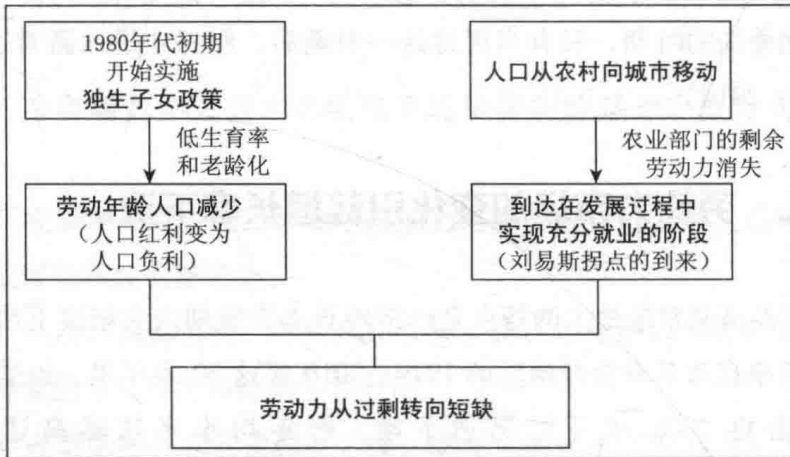 1980年代初期
开始实施
独生子女政策
人口从农村向城市移动
低生育率
和老龄化
农业部门的剩余
劳动力消失
劳动年龄人口减少
（人口红利变为
人口负利）
到达在发展过程中
实现充分就业的阶段
（刘易斯拐点的到来）
劳动力从过剩转向短缺